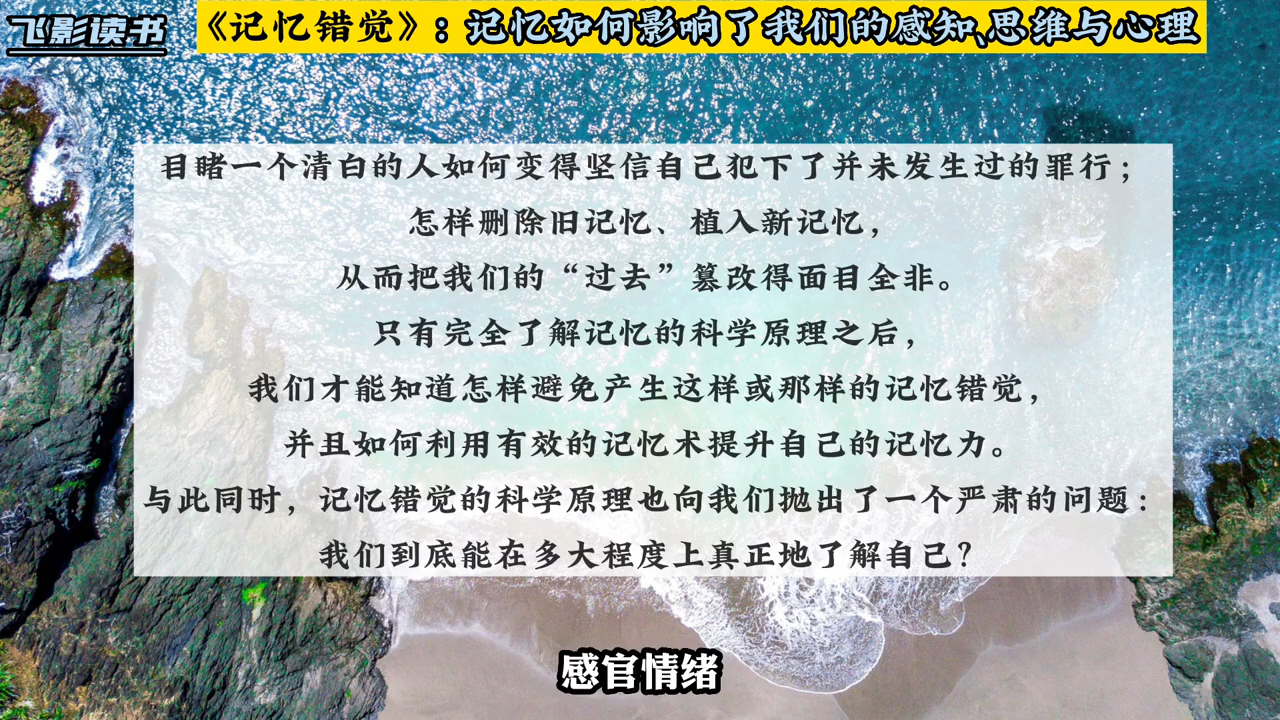 飞影读书
《记忆错觉》：记忆如何影响了我们的感知、思维与心理
目睹一个清白的人如何变得坚信自己犯下了并未发生过的罪行；
怎样删除旧记忆、植入新记忆，
从而把我们的“过去”篡改得面目全非。
只有完全了解记忆的科学原理之后，
我们才能知道怎样避免产生这样或那样的记忆错觉，
并且如何利用有效的记忆术提升自己的记忆力。
与此同时，记忆错觉的科学原理也向我们抛出了一个严肃的问题：
我们到底能在多大程度上真正地了解自己？
感官情绪